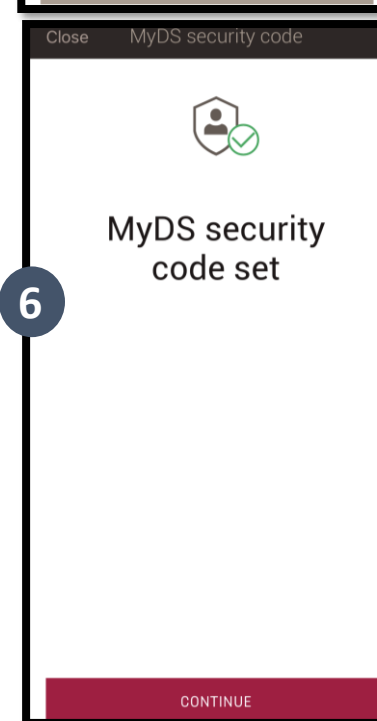 Close MyDS security code
MyDS security
code set
6
CONTINUE